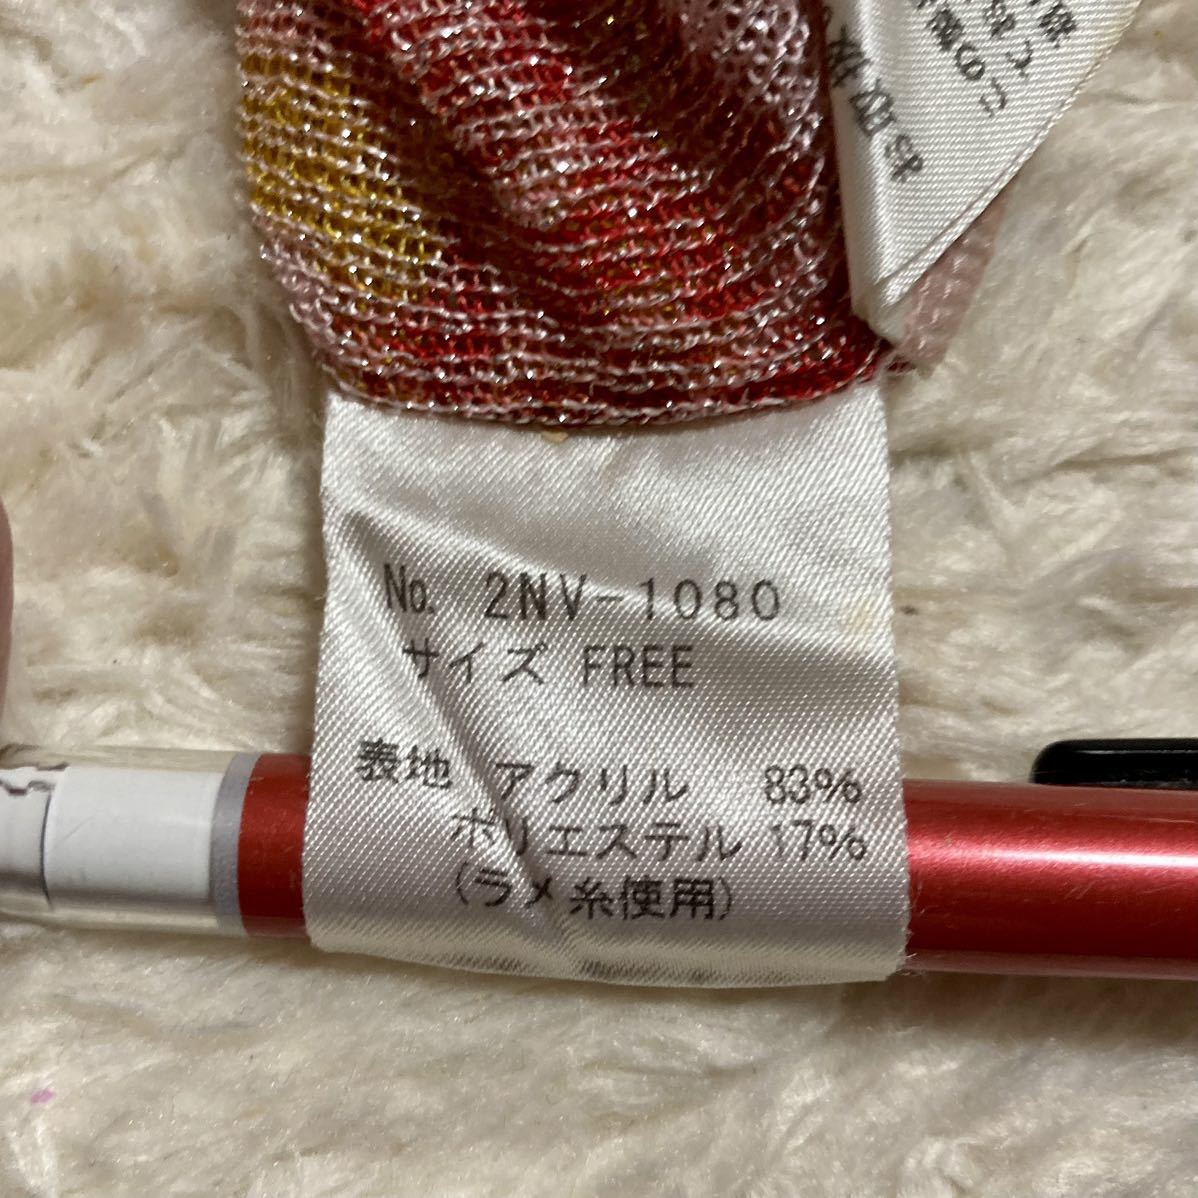 No. 2NV-1080
サイズ FREE
表地 アクリル 83%
ポリエステル 17%
(ラメ糸使用)